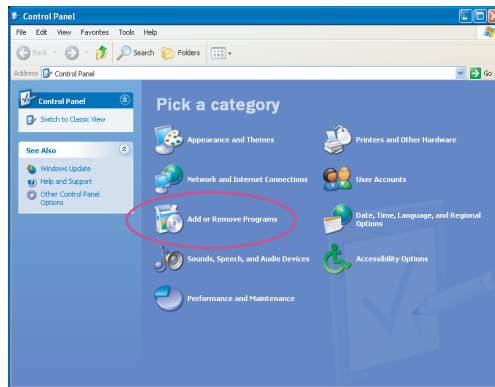 Control Panel
File Edit View Favorites Tools Help
Back Search Folders
Address Control Panel Go
Control Panel
Switch to Classic View
See Also
Windows Update
Help and Support
Other Control Panel
Options
Pick a category
Appearance and Themes
Printers and Other Hardware
Network and Internet Connections
User Accounts
Add or Remove Programs
Date, Time, Language, and Regional
Options
Sounds, Speech, and Audio Devices
Accessibility Options
Performance and Maintenance